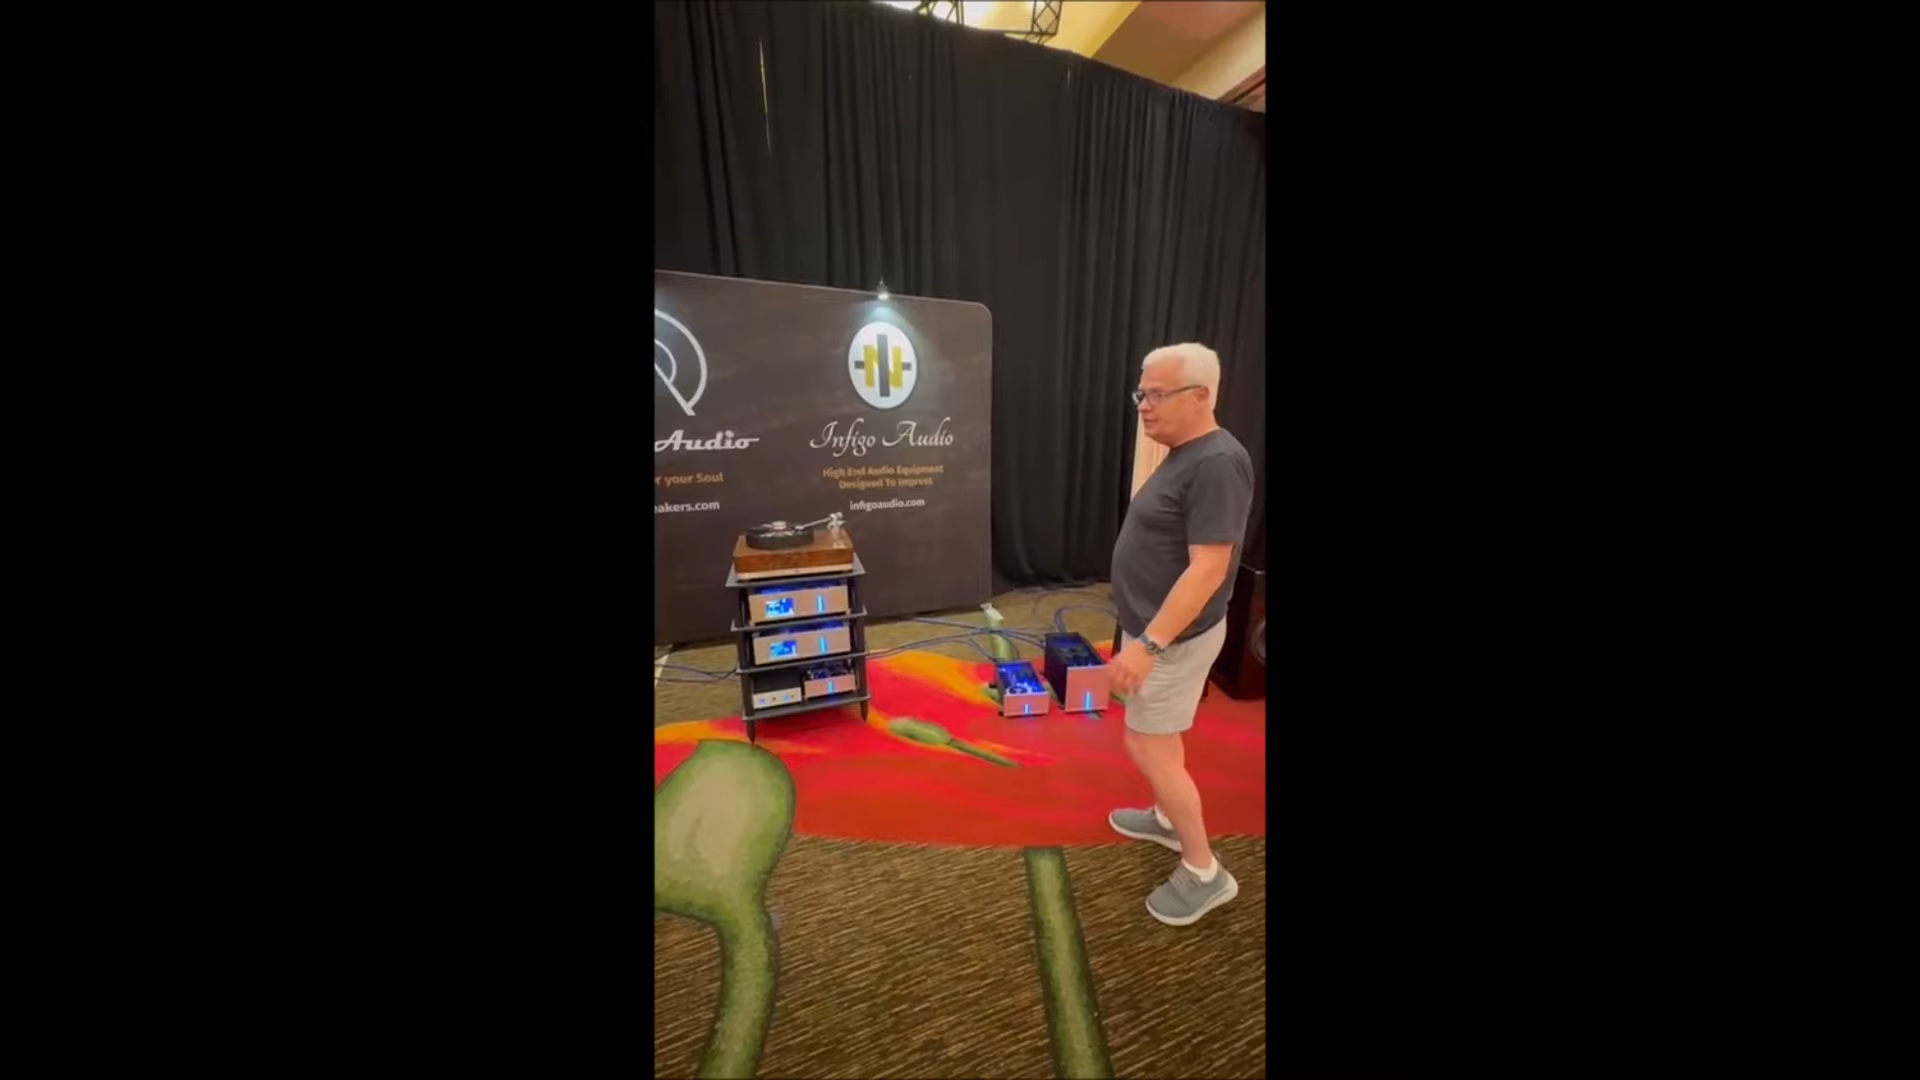 Audio
r your Soul
akers.com
Infigo Audio
High End Audio Equipment
Designed To Impress
infigoaudio.com